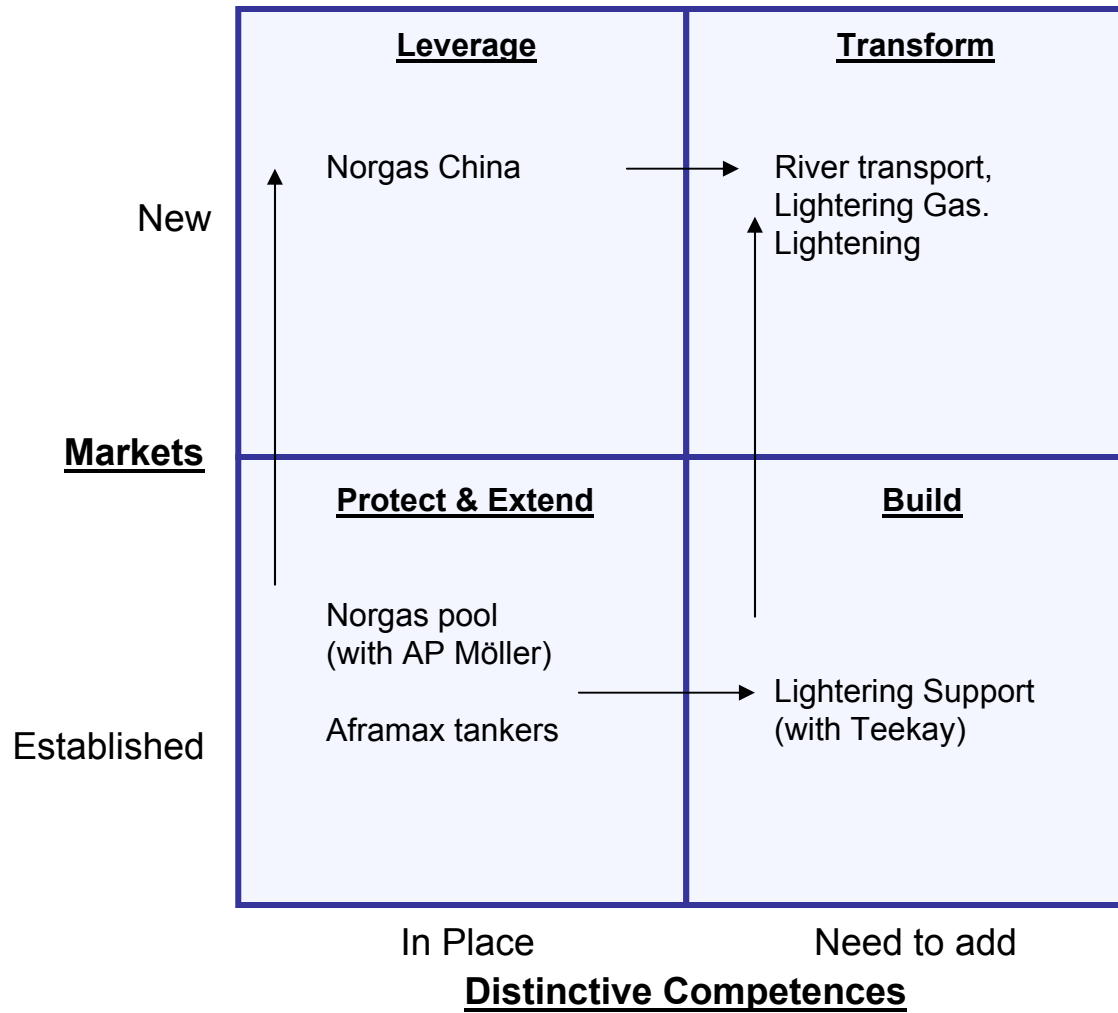 Leverage
Transform
Norgas China
River transport,
Lightering Gas.
Lightening
New
Markets
Protect & Extend
Build
Norgas pool
(with AP Möller)
Aframax tankers
Lightering Support
(with Teekay)
Established
In Place
Need to add
Distinctive Competences